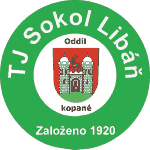 TJ Sokol Libáň
Oddíl
kopané
Založeno 1920